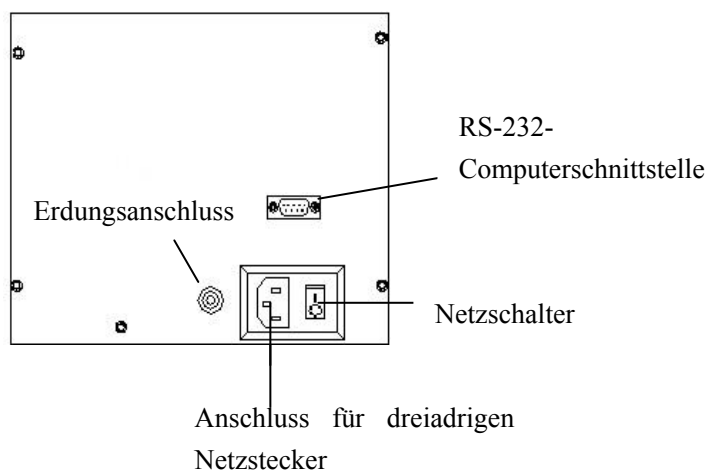 RS-232-
Computerschnittstelle
Erdungsanschluss
Netzschalter
Anschluss für dreiadrigen
Netzstecker